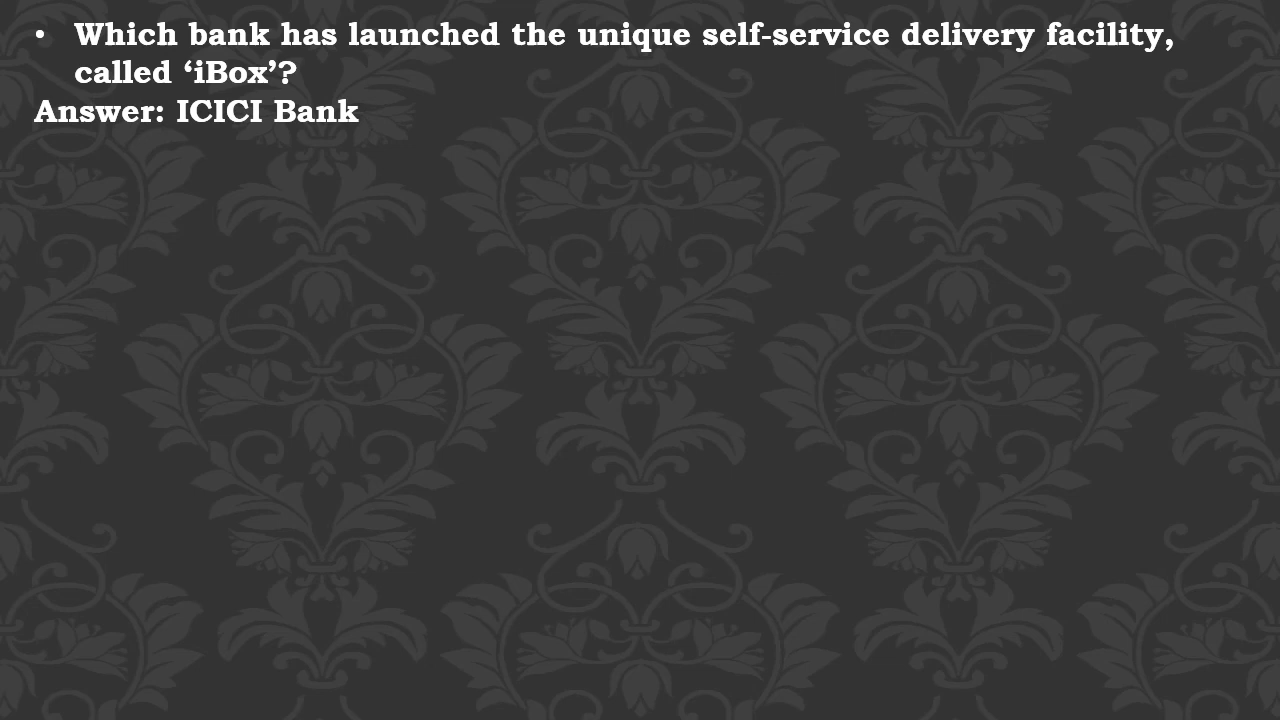 • Which bank has launched the unique self-service delivery facility,
called ‘iBox’?
Answer: ICICI Bank